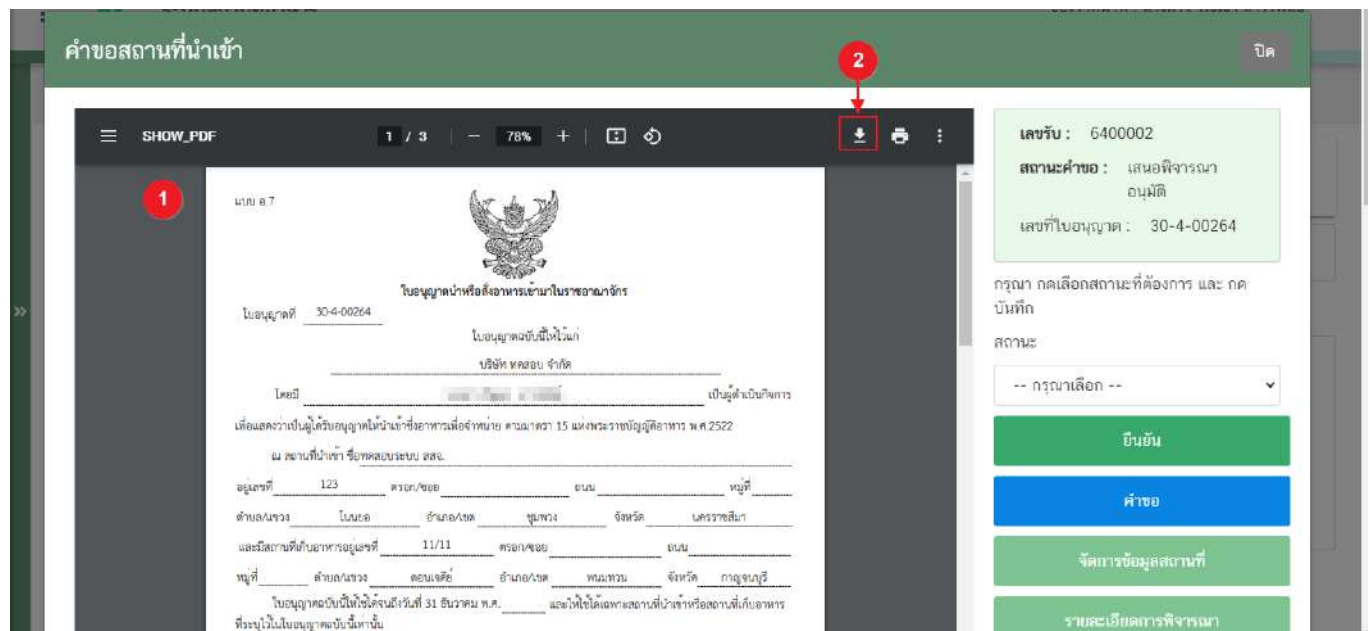 คำขอสถานที่นำเข้า
ปิด
2
SHOW_PDF
1 / 3
78%
1
แบบ อ.7
ใบอนุญาตนำหรือสั่งอาหารเข้ามาในราชอาณาจักร
ใบอนุญาตที่ 30-4-00264
ใบอนุญาตฉบับนี้ให้ไว้แก่
บริษัท ทดสอบ จำกัด
โดยมี เป็นผู้ดำเนินกิจการ
เพื่อแสดงว่าเป็นผู้ได้รับอนุญาตให้นำเข้าซึ่งอาหารเพื่อจำหน่าย ตามมาตรา 15 แห่งพระราชบัญญัติอาหาร พ.ศ.2522
ณ สถานที่นำเข้า ชื่อทดสอบระบบ สสจ.
อยู่เลขที่ 123 ตรอก/ซอย ถนน หมู่ที่
ตำบล/แขวง โนนยอ อำเภอ/เขต ชุมพวง จังหวัด นครราชสีมา
และมีสถานที่เก็บอาหารอยู่เลขที่ 11/11 ตรอก/ซอย ถนน
หมู่ที่ ตำบล/แขวง ดอนเจดีย์ อำเภอ/เขต พนมทวน จังหวัด กาญจนบุรี
ใบอนุญาตฉบับนี้ให้ใช้ได้จนถึงวันที่ 31 ธันวาคม พ.ศ. และให้ใช้ได้เฉพาะสถานที่นำเข้าหรือสถานที่เก็บอาหาร
ที่ระบุไว้ในใบอนุญาตฉบับนี้เท่านั้น
เลขรับ : 6400002
สถานะคำขอ : เสนอพิจารณา
อนุมัติ
เลขที่ใบอนุญาต : 30-4-00264
กรุณา กดเลือกสถานะที่ต้องการ และ กด
บันทึก
สถานะ
-- กรุณาเลือก --
ยืนยัน
คำขอ
จัดการข้อมูลสถานที่
รายละเอียดการพิจารณา